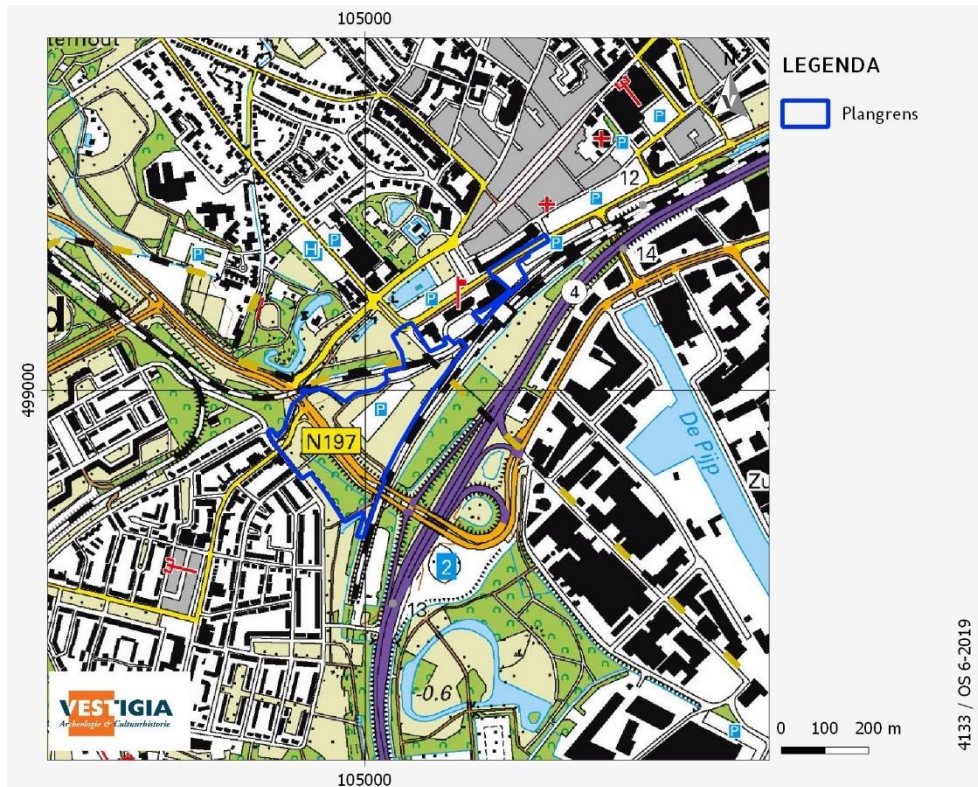 105000
terhout
N
LEGENDA
Plangrens
P
P
12
P
P
P
14
4
P
P
499000
d
P
N197
De Pijp
Zu
2
13
-0.6
P
VESTIGIA
Archeologie & Cultuurhistorie
0 100 200 m
105000
4133 / OS 6-2019